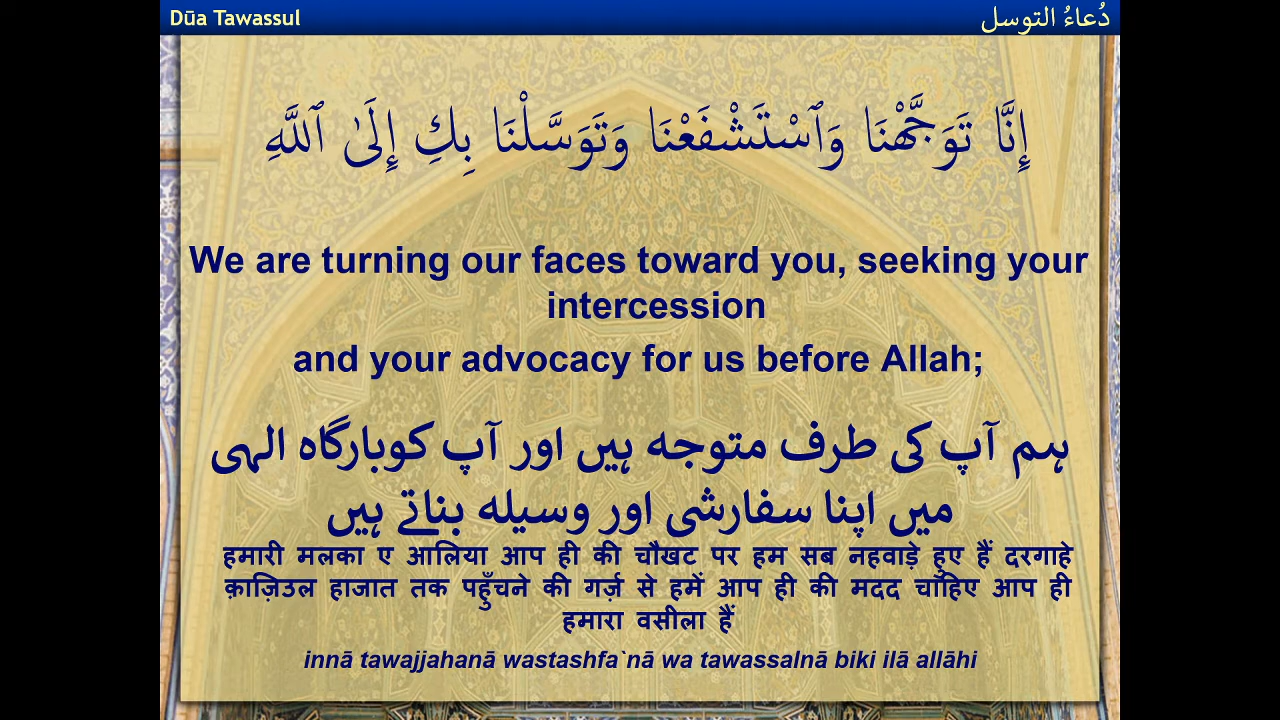 Dūa Tawassul
دُعاءُ التوسل
إِنَّا تَوَجَّهْنَا وَٱسْتَشْفَعْنَا وَتَوَسَّلْنَا بِكِ إِلَىٰ ٱللَّهِ
We are turning our faces toward you, seeking your
intercession
and your advocacy for us before Allah;
ہم آپ کی طرف متوجہ ہیں اور آپ کوبارگاہ الہی
میں اپنا سفارشی اور وسیلہ بناتے ہیں
हमारी मलका ए आलिया आप ही की चौखट पर हम सब नहवाड़े हुए हैं दरगाहे
क़ाज़िउल हाजात तक पहुँचने की गर्ज़ से हमें आप ही की मदद चाहिए आप ही
हमारा वसीला हैं
innā tawajjahanā wastashfa`nā wa tawassalnā biki ilā allāhi